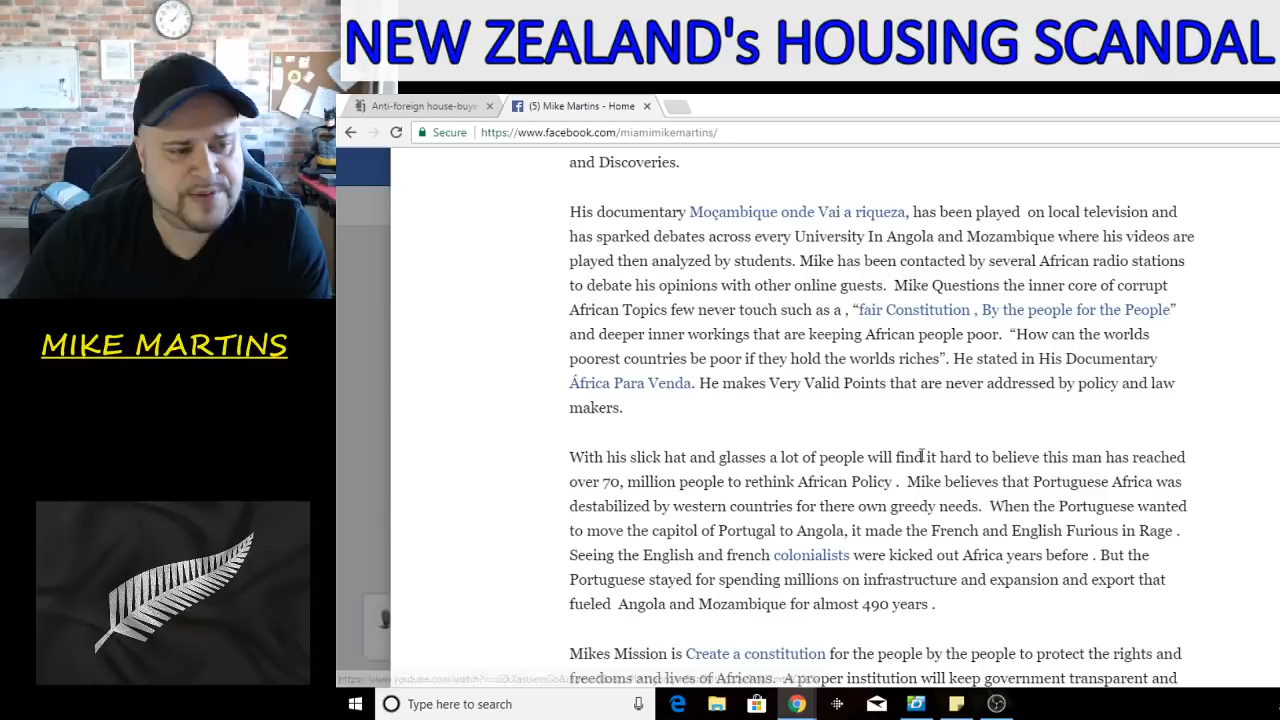 NEW ZEALAND's HOUSING SCANDAL
Anti-foreign house-buye
(5) Mike Martins - Home
Secure
https://www.facebook.com/miamimikemartins/
and Discoveries.
His documentary Moçambique onde Vai a riqueza, has been played on local television and
has sparked debates across every University In Angola and Mozambique where his videos are
played then analyzed by students. Mike has been contacted by several African radio stations
to debate his opinions with other online guests. Mike Questions the inner core of corrupt
African Topics few never touch such as a , “fair Constitution , By the people for the People”
and deeper inner workings that are keeping African people poor. “How can the worlds
poorest countries be poor if they hold the worlds riches”. He stated in His Documentary
África Para Venda. He makes Very Valid Points that are never addressed by policy and law
makers.
With his slick hat and glasses a lot of people will find it hard to believe this man has reached
over 70, million people to rethink African Policy . Mike believes that Portuguese Africa was
destabilized by western countries for there own greedy needs. When the Portuguese wanted
to move the capitol of Portugal to Angola, it made the French and English Furious in Rage .
Seeing the English and french colonialists were kicked out Africa years before . But the
Portuguese stayed for spending millions on infrastructure and expansion and export that
fueled Angola and Mozambique for almost 490 years .
Mikes Mission is Create a constitution for the people by the people to protect the rights and
freedoms and lives of Africans. A proper institution will keep government transparent and
MIKE MARTINS
Type here to search